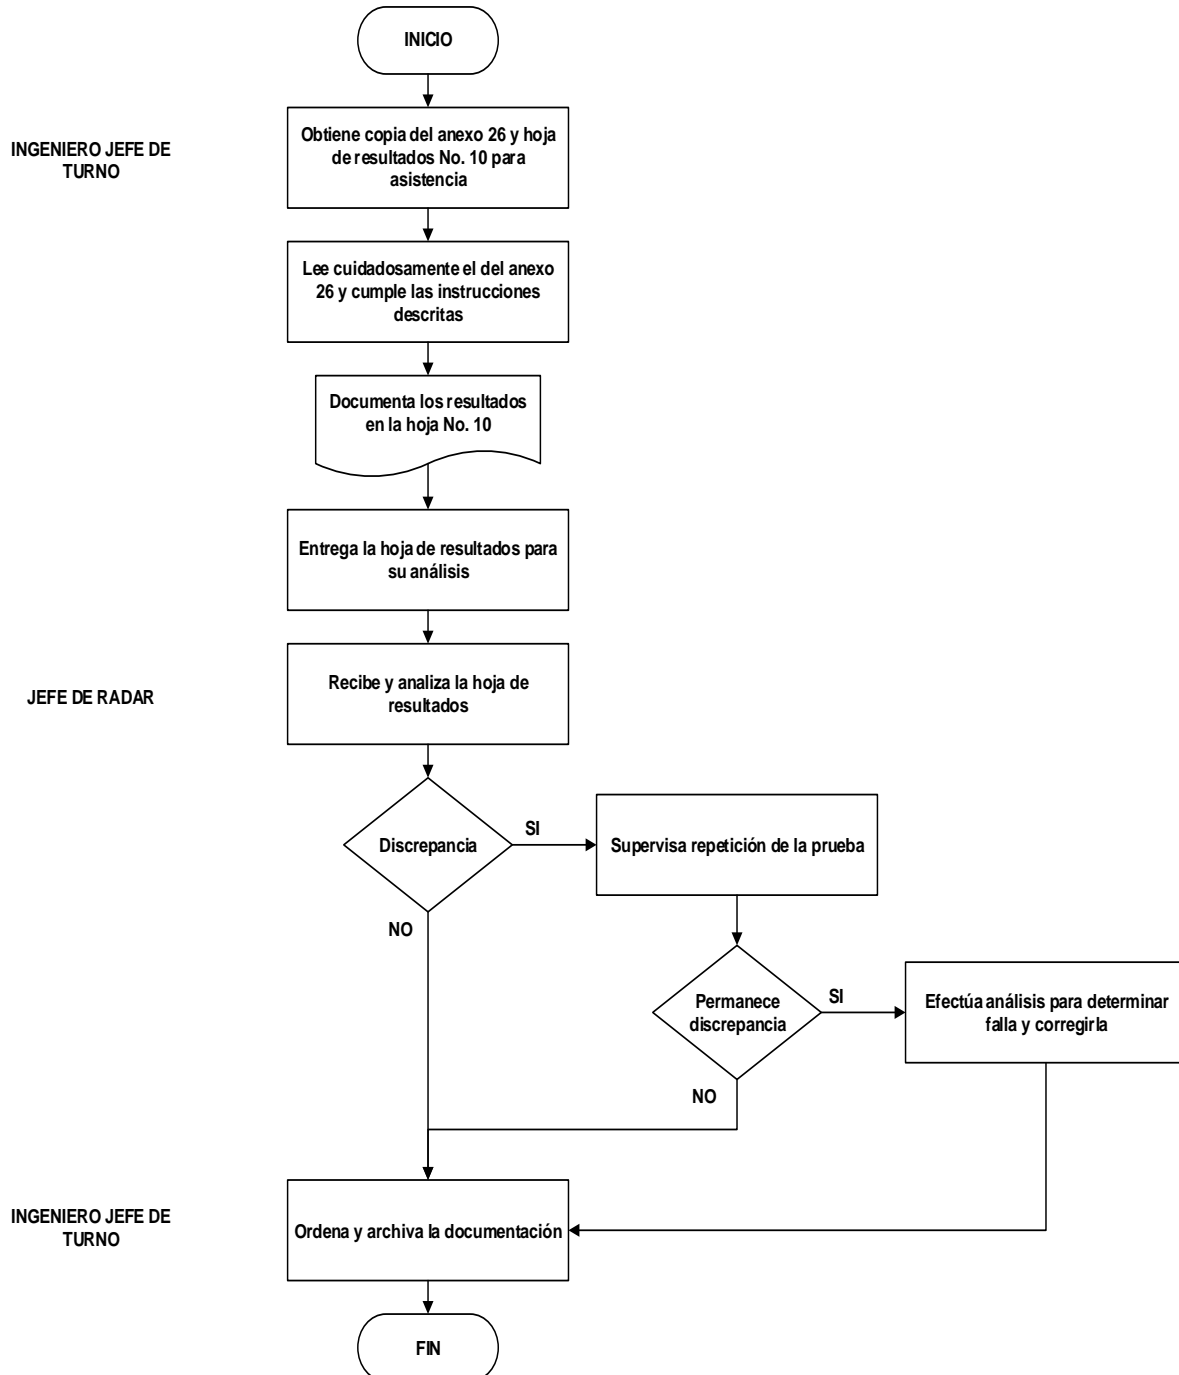 INICIO
INGENIERO JEFE DE
TURNO
Obtiene copia del anexo 26 y hoja
de resultados No. 10 para
asistencia
Lee cuidadosamente el del anexo
26 y cumple las instrucciones
descritas
Documenta los resultados
en la hoja No. 10
Entrega la hoja de resultados para
su análisis
JEFE DE RADAR
Recibe y analiza la hoja de
resultados
Discrepancia
SI
Supervisa repetición de la prueba
NO
Permanece
discrepancia
SI
Efectúa análisis para determinar
falla y corregirla
NO
INGENIERO JEFE DE
TURNO
Ordena y archiva la documentación
FIN